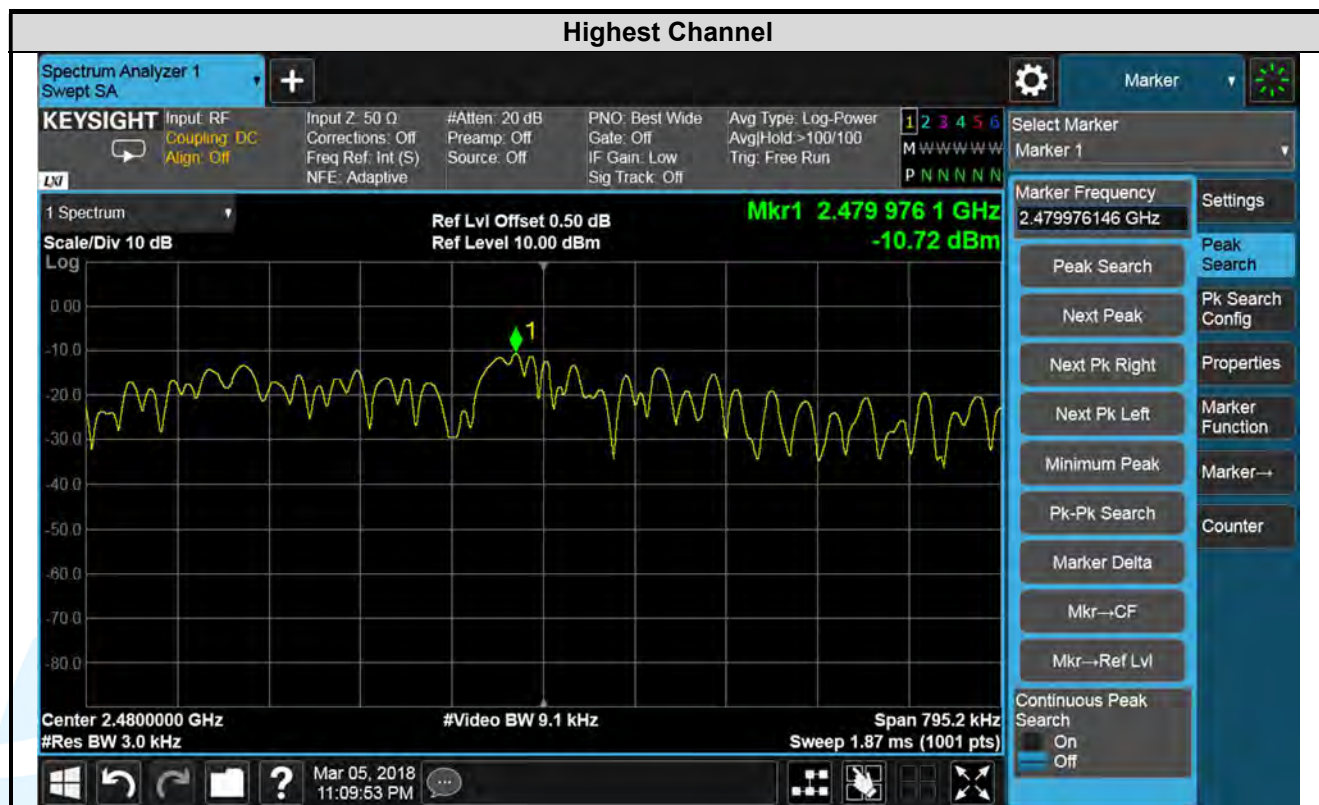 Highest Channel
Spectrum Analyzer 1
Swept SA
+
Marker
KEYSIGHT
Input: RF
Coupling: DC
Align: Off
LXI
Input Z: 50 Ω
Corrections: Off
Freq Ref: Int (S)
NFE: Adaptive
#Atten: 20 dB
Preamp: Off
Source: Off
PNO: Best Wide
Gate: Off
IF Gain: Low
Sig Track: Off
Avg Type: Log-Power
Avg|Hold:>100/100
Trig: Free Run
1 2 3 4 5 6
M W W W W W
P N N N N N
Select Marker
Marker 1
1 Spectrum
Scale/Div 10 dB
Log
Ref Lvl Offset 0.50 dB
Ref Level 10.00 dBm
Mkr1 2.479 976 1 GHz
-10.72 dBm
0.00
-10.0
-20.0
-30.0
-40.0
-50.0
-60.0
-70.0
-80.0
1
Center 2.4800000 GHz
#Res BW 3.0 kHz
#Video BW 9.1 kHz
Span 795.2 kHz
Sweep 1.87 ms (1001 pts)
Marker Frequency
2.479976146 GHz
Peak Search
Next Peak
Next Pk Right
Next Pk Left
Minimum Peak
Pk-Pk Search
Marker Delta
Mkr→CF
Mkr→Ref Lvl
Continuous Peak
Search
On
Off
Settings
Peak
Search
Pk Search
Config
Properties
Marker
Function
Marker→
Counter
?
Mar 05, 2018
11:09:53 PM